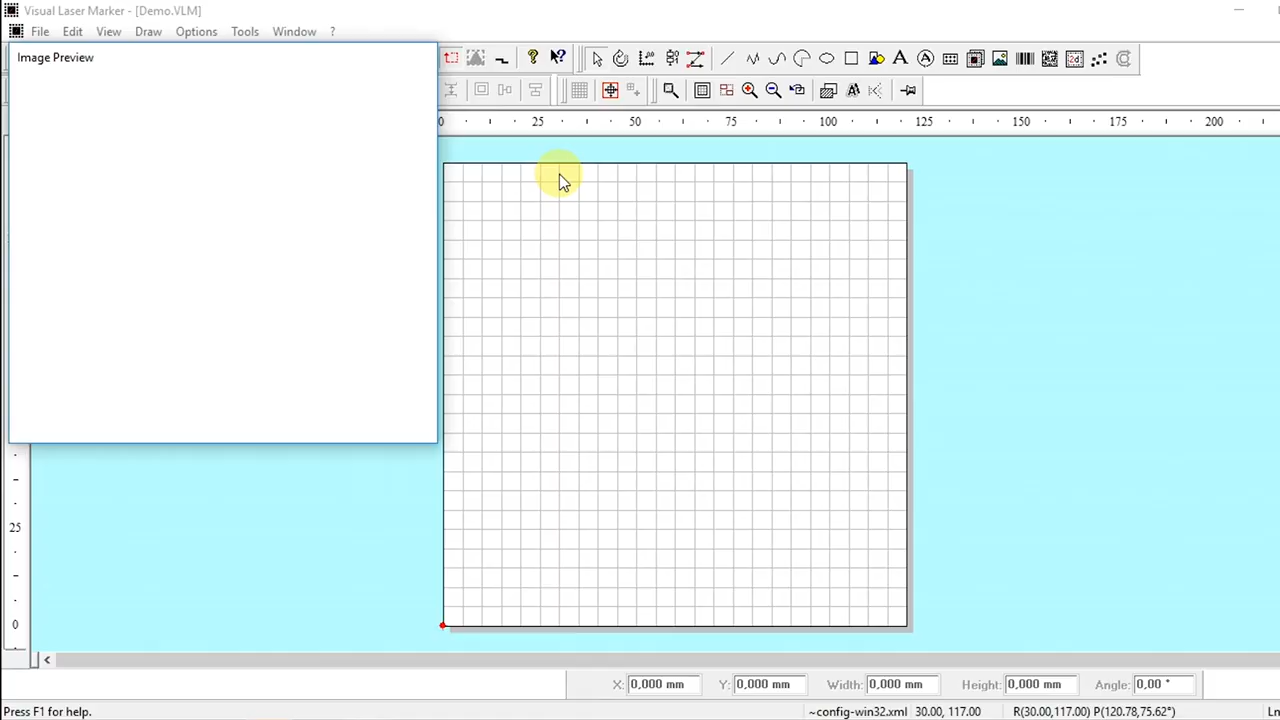 Visual Laser Marker - [Demo.VLM]
File Edit View Draw Options Tools Window ?
Image Preview
0 25 50 75 100 125 150 175 200
25
0
X: 0,000 mm Y: 0,000 mm Width: 0,000 mm Height: 0,000 mm Angle: 0,00 °
Press F1 for help. ~config-win32.xml 30.00, 117.00 R(30.00,117.00) P(120.78,75.62°) Ln